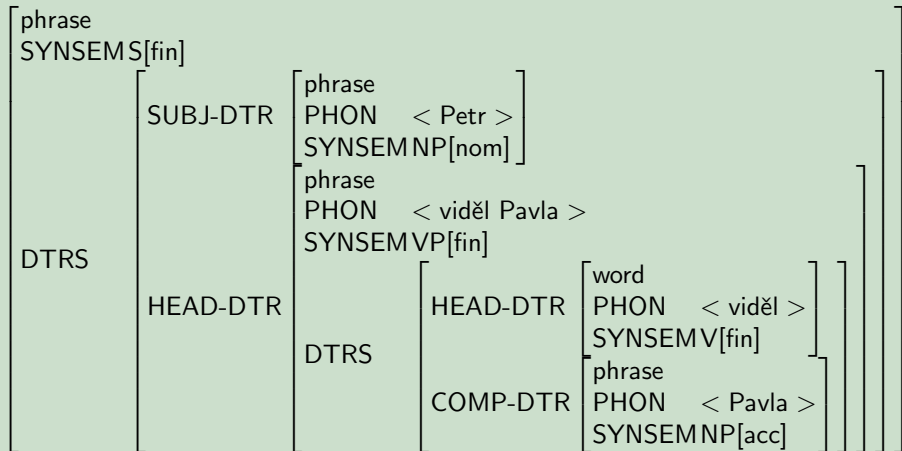 phrase
SYNSEM S[fin]
phrase
SUBJ-DTR PHON < Petr >
SYNSEM NP[nom]
phrase
PHON < viděl Pavla >
SYNSEM VP[fin]
DTRS
word
HEAD-DTR HEAD-DTR PHON < viděl >
SYNSEM V[fin]
DTRS
phrase
COMP-DTR PHON < Pavla >
SYNSEM NP[acc]